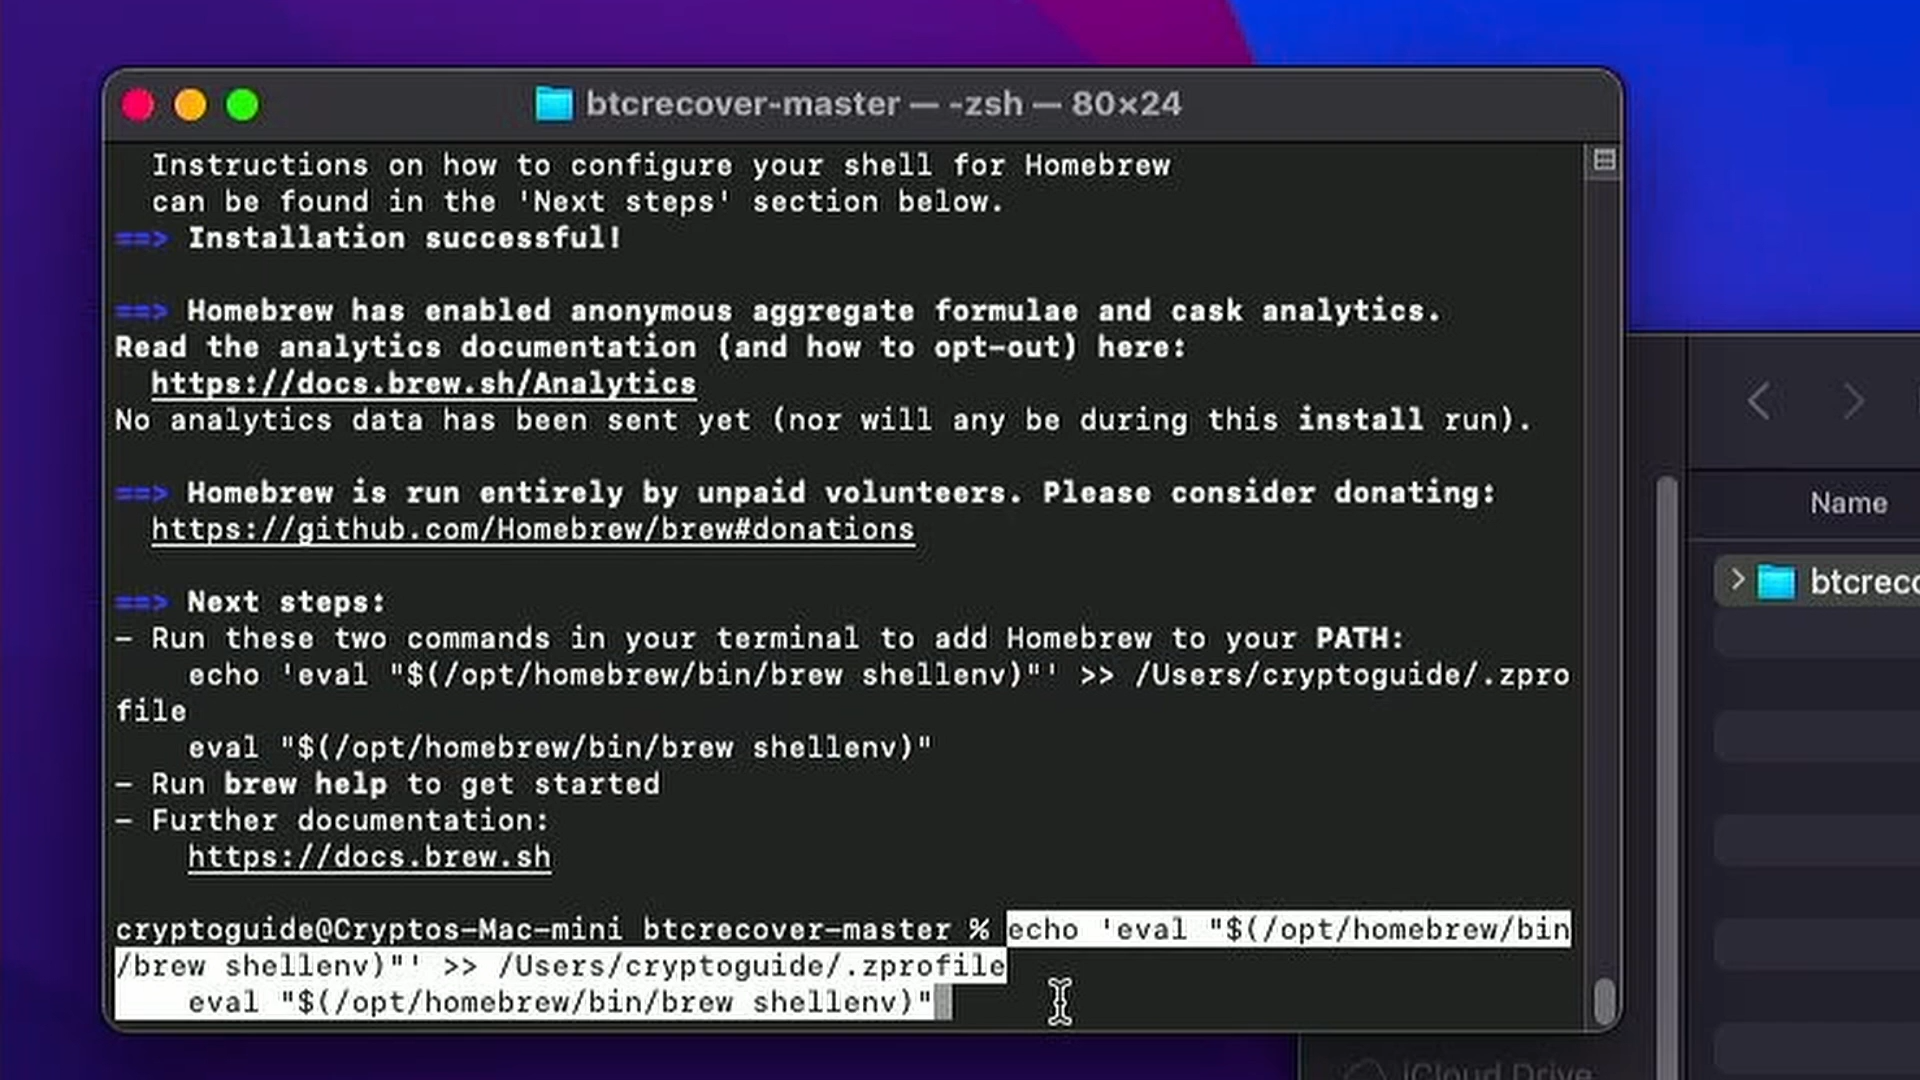 btcrecover-master — -zsh — 80×24
Instructions on how to configure your shell for Homebrew
can be found in the 'Next steps' section below.
==> Installation successful!
==> Homebrew has enabled anonymous aggregate formulae and cask analytics.
Read the analytics documentation (and how to opt-out) here:
https://docs.brew.sh/Analytics
No analytics data has been sent yet (nor will any be during this install run).
==> Homebrew is run entirely by unpaid volunteers. Please consider donating:
https://github.com/Homebrew/brew#donations
==> Next steps:
- Run these two commands in your terminal to add Homebrew to your PATH:
echo 'eval "$(/opt/homebrew/bin/brew shellenv)"' >> /Users/cryptoguide/.zpro
file
eval "$(/opt/homebrew/bin/brew shellenv)"
- Run brew help to get started
- Further documentation:
https://docs.brew.sh
cryptoguide@Cryptos-Mac-mini btcrecover-master % echo 'eval "$(/opt/homebrew/bin
/brew shellenv)"' >> /Users/cryptoguide/.zprofile
eval "$(/opt/homebrew/bin/brew shellenv)"
Name
btcreco
iCloud Drive